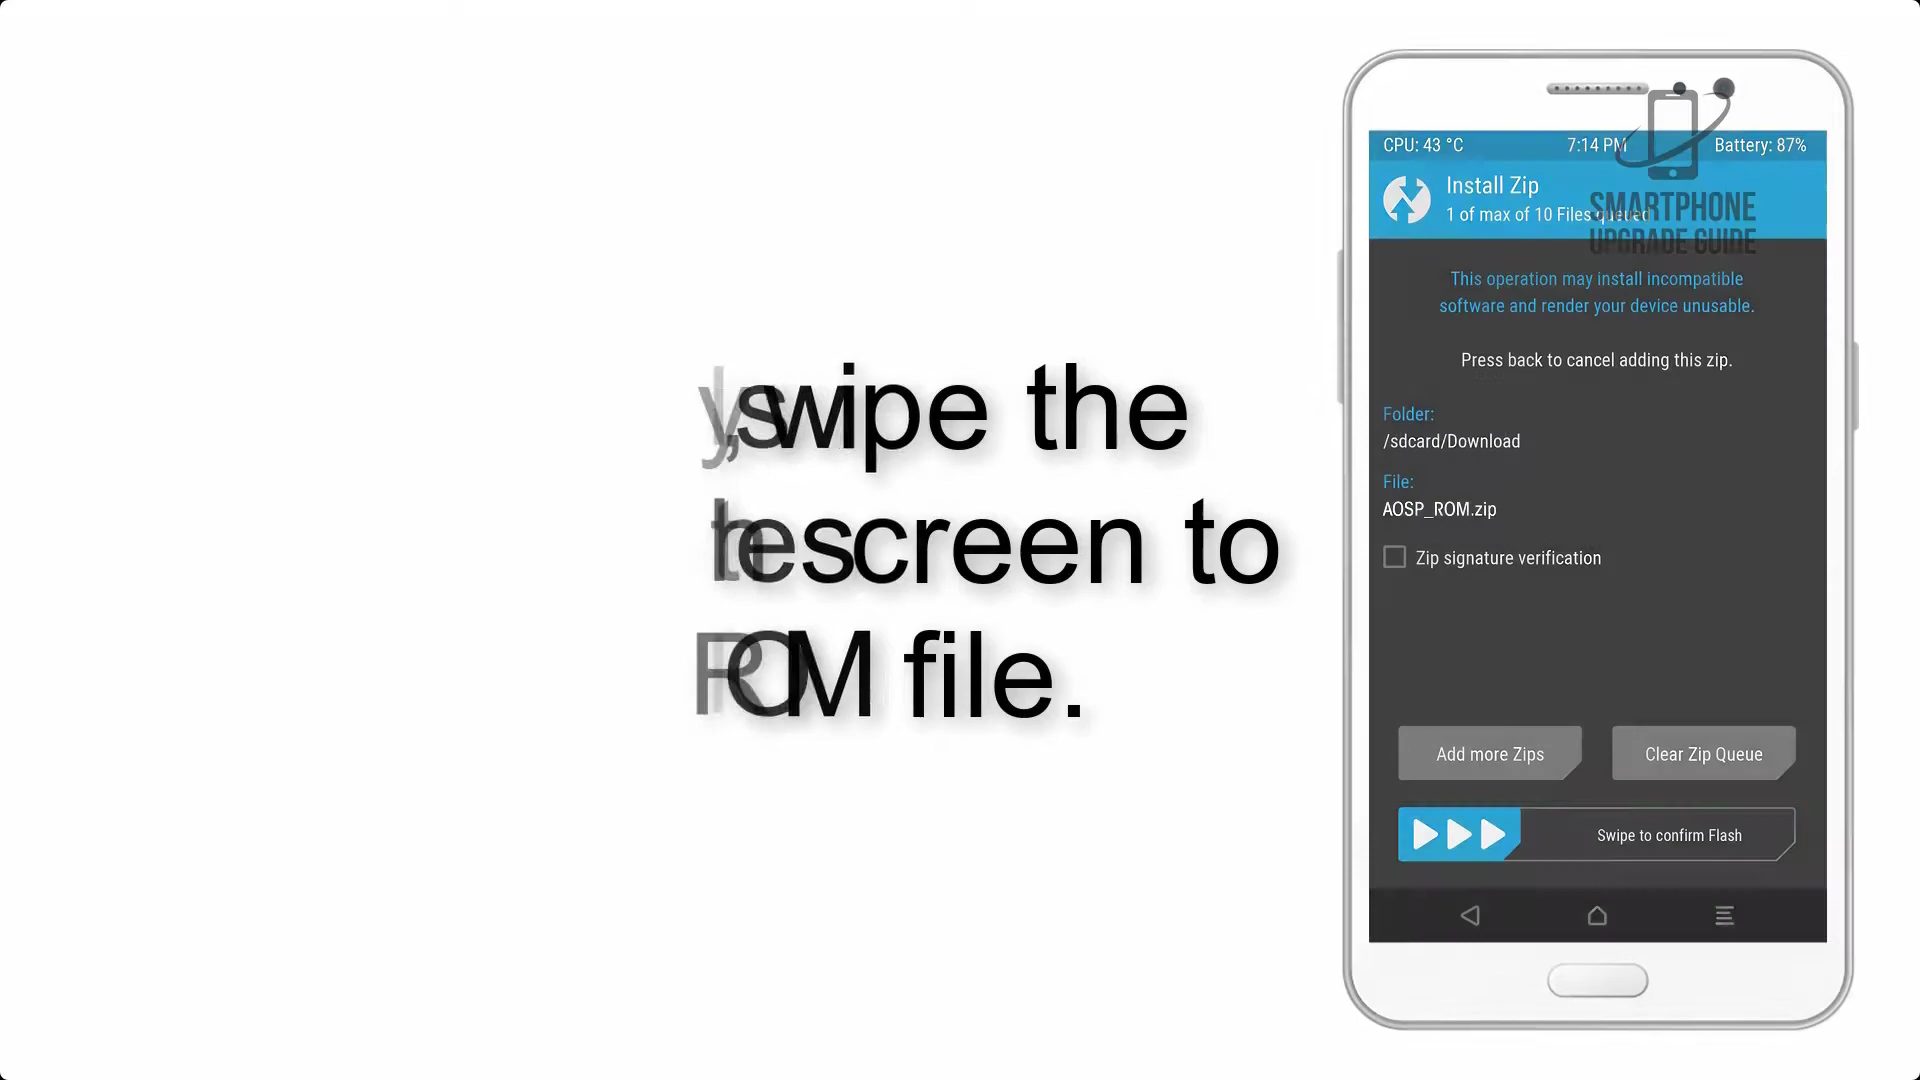 y, swipe the
he screen to
ROM file.
CPU: 43 °C 7:14 PM Battery: 87%
Install Zip
1 of max of 10 Files queued
SMARTPHONE
UPGRADE GUIDE
This operation may install incompatible
software and render your device unusable.
Press back to cancel adding this zip.
Folder:
/sdcard/Download
File:
AOSP_ROM.zip
Zip signature verification
Add more Zips Clear Zip Queue
Swipe to confirm Flash